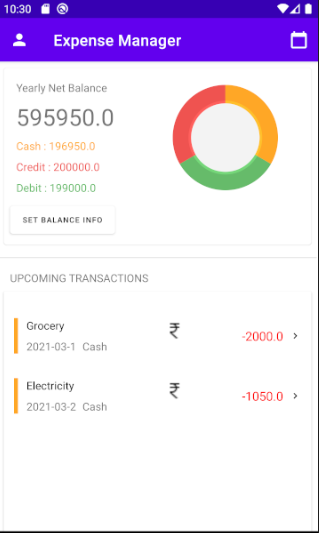 10:30
Expense Manager
Yearly Net Balance
595950.0
Cash : 196950.0
Credit : 200000.0
Debit : 199000.0
SET BALANCE INFO
UPCOMING TRANSACTIONS
Grocery
₹ -2000.0
2021-03-1 Cash
Electricity
₹ -1050.0
2021-03-2 Cash